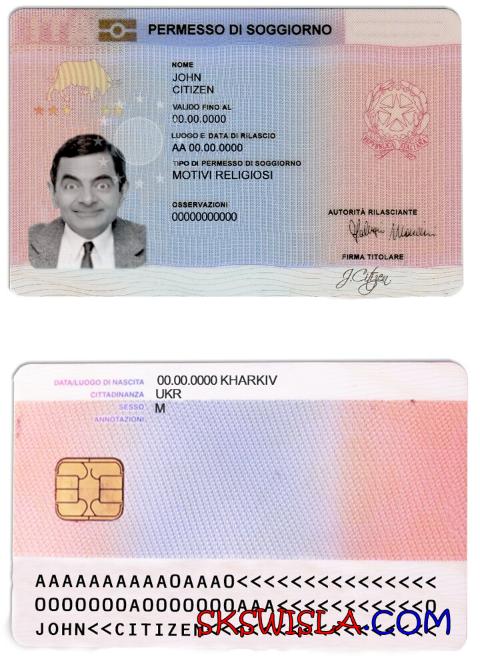 PERMESSO DI SOGGIORNO
NOME
JOHN
CITIZEN
VALIDO FINO AL
00.00.0000
LUOGO E DATA DI RILASCIO
AA 00.00.0000
TIPO DI PERMESSO DI SOGGIORNO
MOTIVI RELIGIOSI
OSSERVAZIONI
00000000000
REPUBBLICA ITALIANA
AUTORITÀ RILASCIANTE
FIRMA TITOLARE
J.Citizen
DATA/LUOGO DI NASCITA 00.00.0000 KHARKIV
CITTADINANZA UKR
SESSO M
ANNOTAZIONI
AAAAAAAAAA0AAA0<<<<<<<<<<<<<<<
0000000A0000000AAA<<<<<<<<<<<0
JOHN<<CITIZEN<<<<<<<<<<<<<<<<<
SKSWISLA.COM